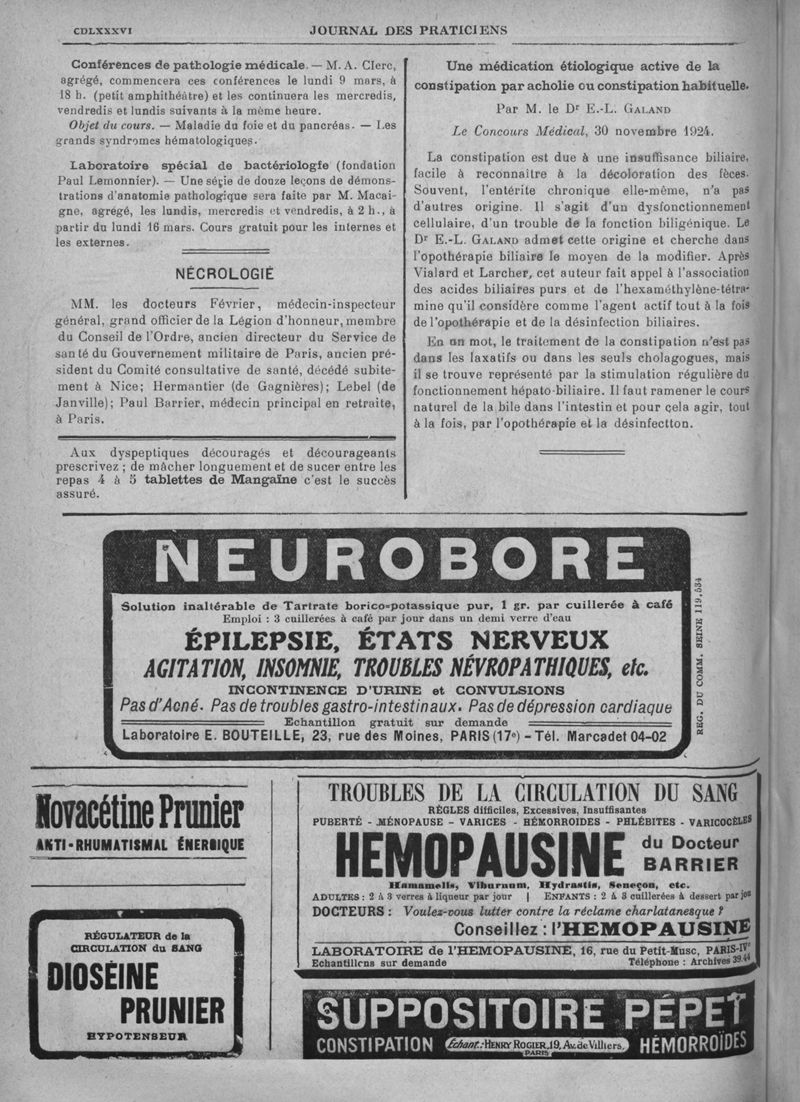 CDLXXXVI
JOURNAL DES PRATICIENS
Conférences de pathologie médicale. — M. A. Clerc,
agrégé, commencera ces conférences le lundi 9 mars, à
18 h. (petit amphithéâtre) et les continuera les mercredis,
vendredis et lundis suivants à la même heure.
Objet du cours. — Maladie du foie et du pancréas. — Les
grands syndromes hématologiques.
Laboratoire spécial de bactériologie (fondation
Paul Lemonnier). — Une série de douze leçons de démons-
trations d'anatomie pathologique sera faite par M. Macai-
gne, agrégé, les lundis, mercredis et vendredis, à 2 h., à
partir du lundi 16 mars. Cours gratuit pour les internes et
les externes.
NÉCROLOGIE
MM. les docteurs Février, médecin-inspecteur
général, grand officier de la Légion d'honneur, membre
du Conseil de l'Ordre, ancien directeur du Service de
santé du Gouvernement militaire de Paris, ancien pré-
sident du Comité consultative de santé, décédé subite-
ment à Nice; Hermantier (de Gagnières); Lebel (de
Janville); Paul Barrier, médecin principal en retraite,
à Paris.
Aux dyspeptiques découragés et décourageants
prescrivez ; de mâcher longuement et de sucer entre les
repas 4 à 5 tablettes de Mangaïne c'est le succès
assuré.
Une médication étiologique active de la
constipation par acholie ou constipation habituelle.
Par M. le Dr E.-L. GALAND
Le Concours Médical, 30 novembre 1924.
La constipation est due à une insuffisance biliaire,
facile à reconnaître à la décoloration des fèces.
Souvent, l'entérite chronique elle-même, n'a pas
d'autres origine. Il s'agit d'un dysfonctionnement
cellulaire, d'un trouble de la fonction biligénique. Le
Dr E.-L. GALAND admet cette origine et cherche dans
l'opothérapie biliaire le moyen de la modifier. Après
Vialard et Larcher, cet auteur fait appel à l'association
des acides biliaires purs et de l'hexaméthylène-tétra-
mine qu'il considère comme l'agent actif tout à la fois
de l'opothérapie et de la désinfection biliaires.
En un mot, le traitement de la constipation n'est pas
dans les laxatifs ou dans les seuls cholagogues, mais
il se trouve représenté par la stimulation régulière du
fonctionnement hépato-biliaire. Il faut ramener le cours
naturel de la bile dans l'intestin et pour çela agir, tout
à la fois, par l'opothérapie et la désinfectton.
NEUROBORE
Solution inaltérable de Tartrate borico-potassique pur, 1 gr. par cuillerée à café
Emploi : 3 cuillerées à café par jour dans un demi verre d'eau
ÉPILEPSIE, ÉTATS NERVEUX
AGITATION, INSOMNIE, TROUBLES NÉVROPATHIQUES, etc.
INCONTINENCE D'URINE et CONVULSIONS
Pas d'Acné. Pas de troubles gastro-intestinaux. Pas de dépression cardiaque
Echantillon gratuit sur demande
Laboratoire E. BOUTEILLE, 23, rue des Moines, PARIS (17e) - Tél. Marcadet 04-02
REG. DU COMM. SEINE 119,534
Novacétine Prunier
ANTI-RHUMATISMAL ÉNERGIQUE
RÉGULATEUR de la
CIRCULATION du SANG
DIOSÉINE
PRUNIER
HYPOTENSEUR
TROUBLES DE LA CIRCULATION DU SANG
RÈGLES difficiles, Excessives, Insuffisantes
PUBERTÉ - MÉNOPAUSE - VARICES - HÉMORROIDES - PHLÉBITES - VARICOCÈLES
HEMOPAUSINE du Docteur
BARRIER
Hamamelis, Viburnum, Hydrastis, Seneçon, etc.
ADULTES : 2 à 3 verres à liqueur par jour | ENFANTS : 2 à 3 cuillerées à dessert par jour
DOCTEURS : Voulez-vous lutter contre la réclame charlatanesque ?
Conseillez : l'HEMOPAUSINE
LABORATOIRE de l'HEMOPAUSINE, 16, rue du Petit-Musc, PARIS-IVe
Echantillons sur demande Téléphone : Archives 39.44
SUPPOSITOIRE PÉPET
CONSTIPATION Échant.: HENRY ROGIER, 19, Av. de Villiers, PARIS HÉMORROÏDES